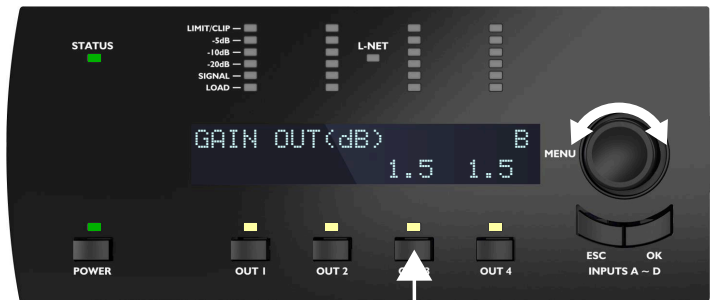 LIMIT/CLIP
-5dB
-10dB
-20dB
SIGNAL
LOAD
STATUS
L-NET
GAIN OUT(dB) B
1.5 1.5
MENU
ESC OK
INPUTS A ~ D
POWER
OUT 1
OUT 2
OUT 4